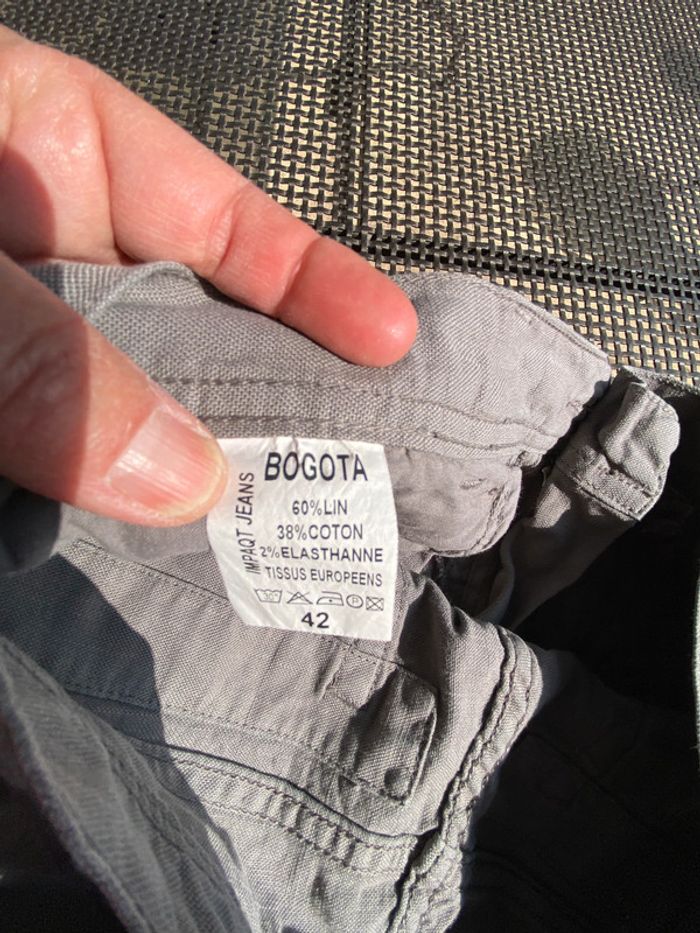 BOGOTA
60%LIN
38%COTON
2%ELASTHANNE
TISSUS EUROPEENS
42
IMPAQT JEANS